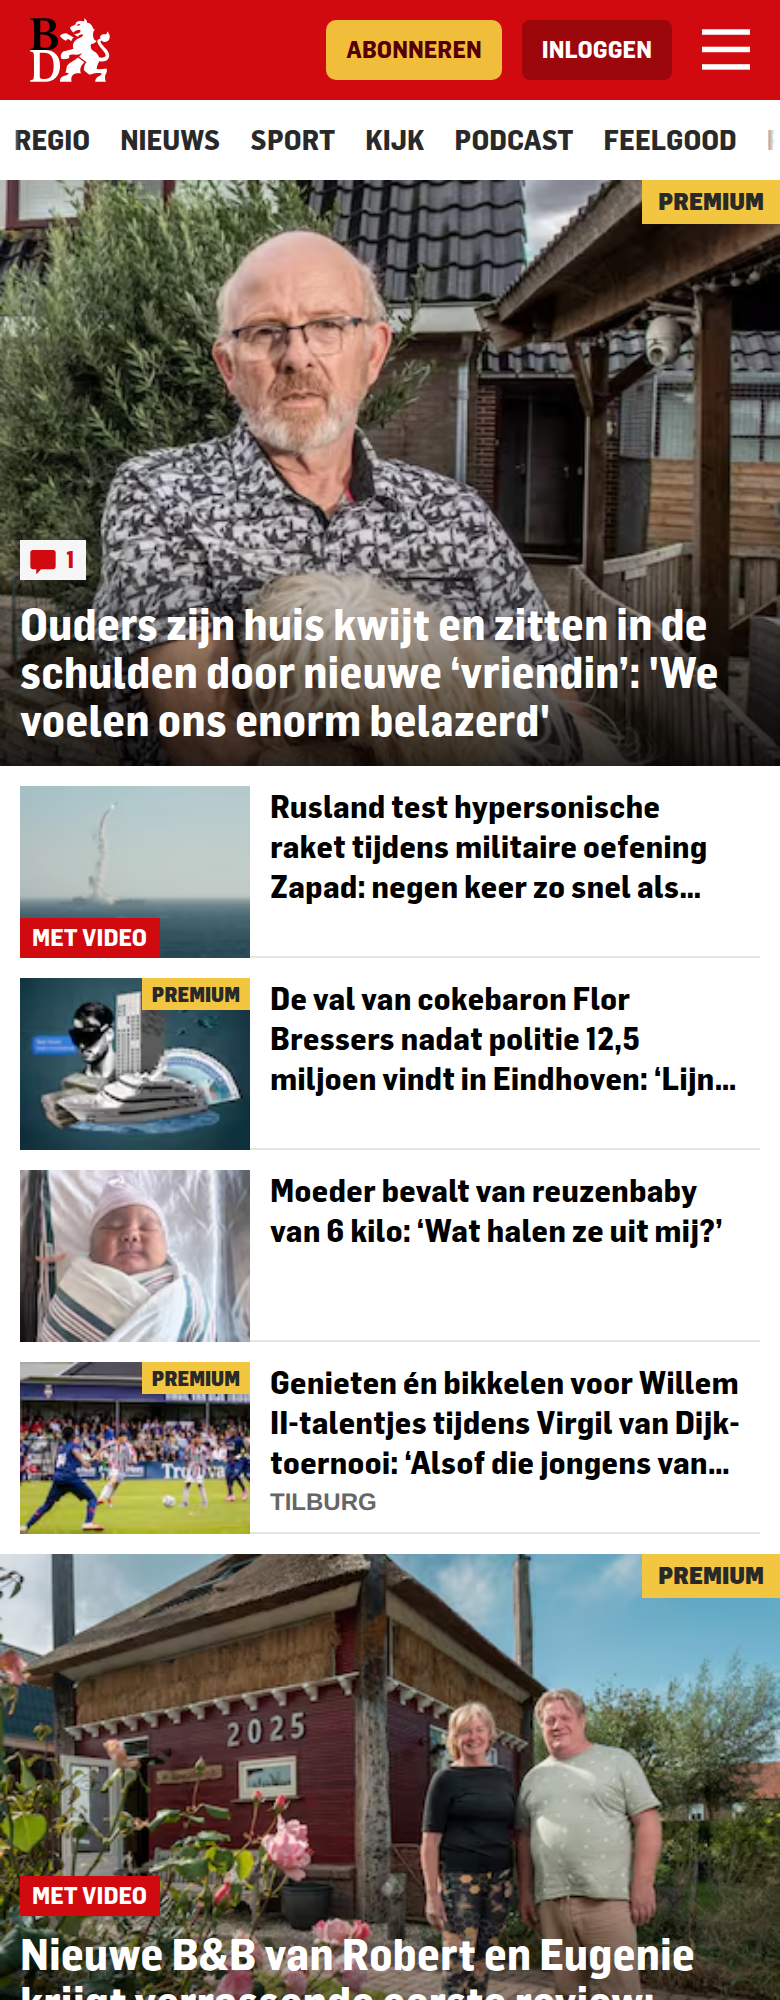 BD
ABONNEREN
INLOGGEN
REGIO NIEUWS SPORT KIJK PODCAST FEELGOOD
PREMIUM
1
Ouders zijn huis kwijt en zitten in de
schulden door nieuwe ‘vriendin’: 'We
voelen ons enorm belazerd'
MET VIDEO
Rusland test hypersonische
raket tijdens militaire oefening
Zapad: negen keer zo snel als...
PREMIUM
De val van cokebaron Flor
Bressers nadat politie 12,5
miljoen vindt in Eindhoven: ‘Lijn...
Moeder bevalt van reuzenbaby
van 6 kilo: ‘Wat halen ze uit mij?’
PREMIUM
Genieten én bikkelen voor Willem
II-talentjes tijdens Virgil van Dijk-
toernooi: ‘Alsof die jongens van...
TILBURG
PREMIUM
2025
MET VIDEO
Nieuwe B&B van Robert en Eugenie
krijgt verrassende eerste review: